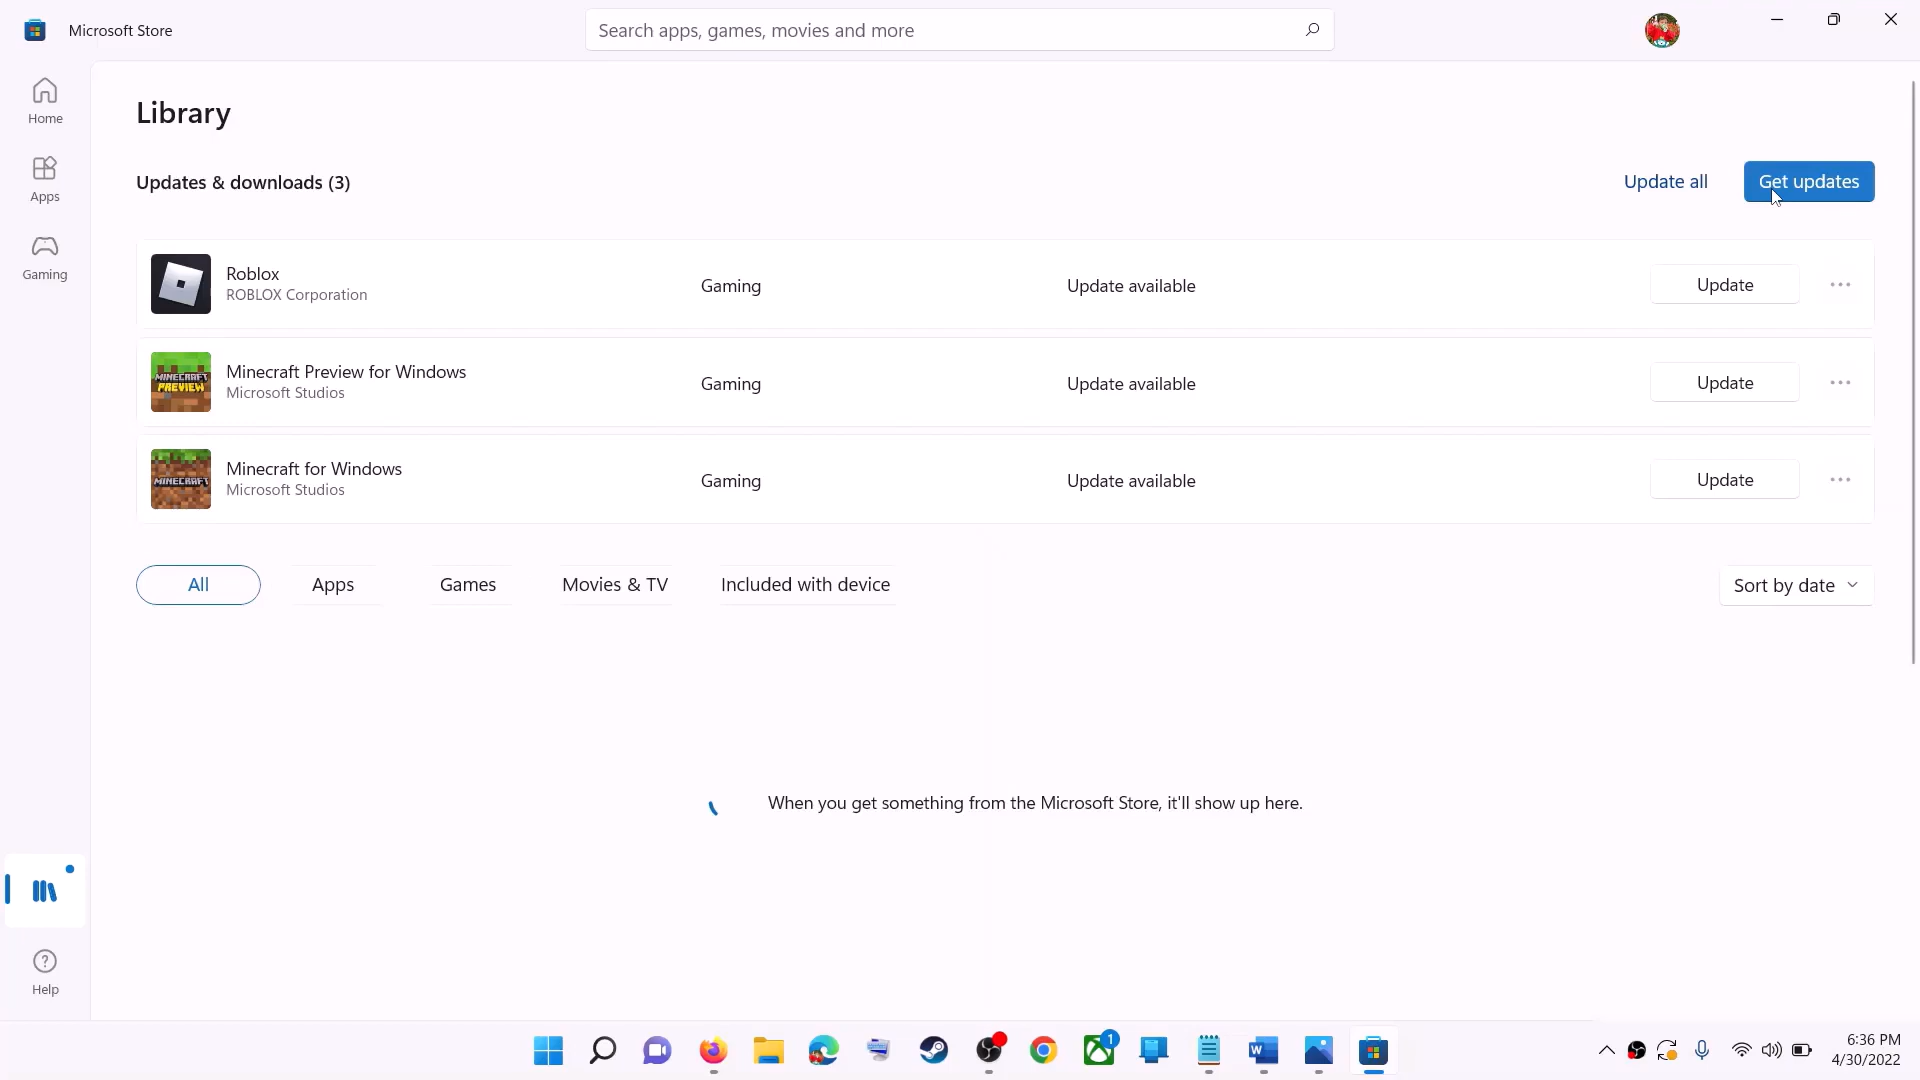 Microsoft Store
Search apps, games, movies and more
Home
Apps
Gaming
Library
Updates & downloads (3)
Update all
Get updates
Roblox
ROBLOX Corporation
Gaming
Update available
Update
MINECRAFT
PREVIEW
Minecraft Preview for Windows
Microsoft Studios
Gaming
Update available
Update
MINECRAFT
Minecraft for Windows
Microsoft Studios
Gaming
Update available
Update
All
Apps
Games
Movies & TV
Included with device
Sort by date
When you get something from the Microsoft Store, it'll show up here.
Help
1
W
6:36 PM
4/30/2022